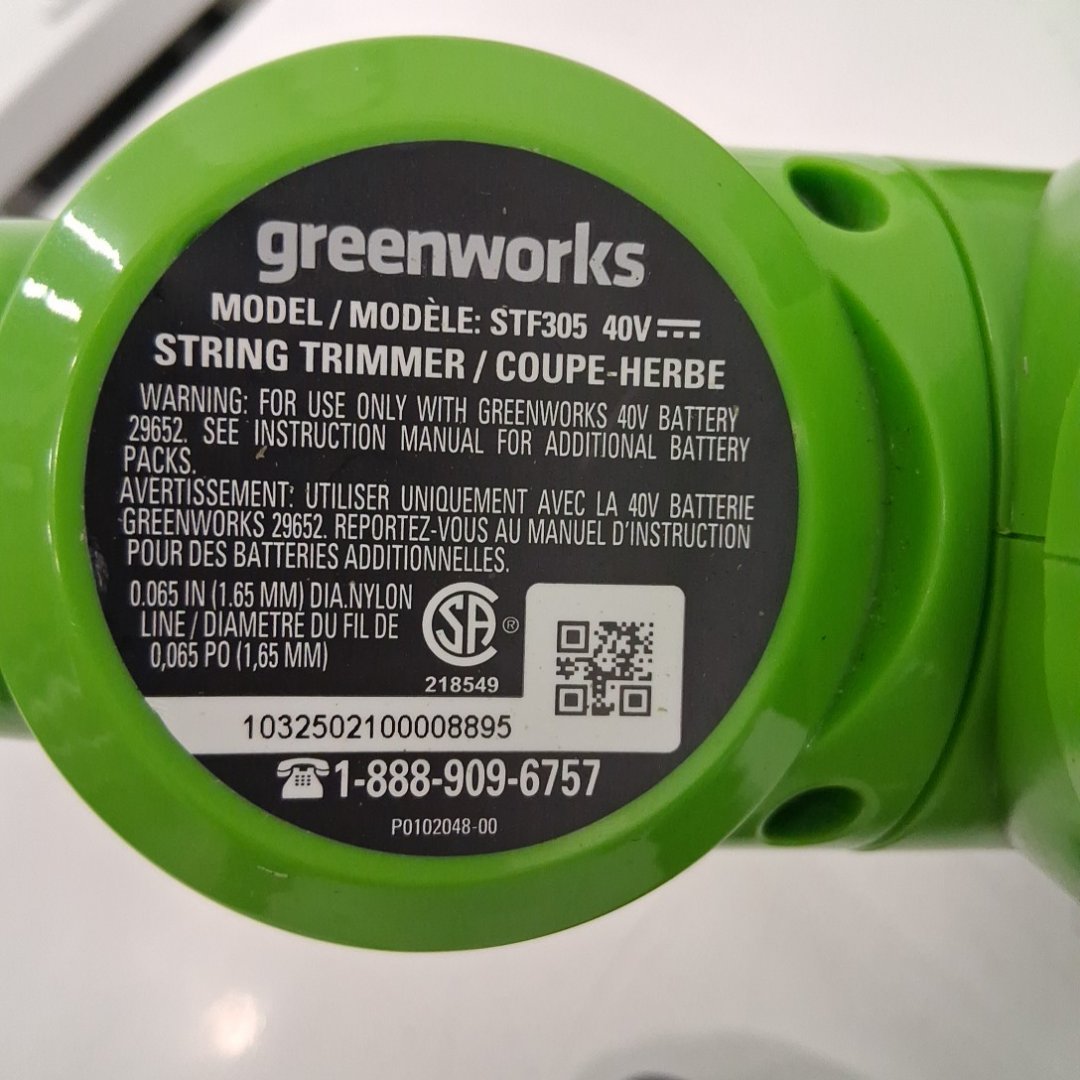 greenworks
MODEL / MODÈLE: STF305 40V
STRING TRIMMER / COUPE-HERBE
WARNING: FOR USE ONLY WITH GREENWORKS 40V BATTERY
29652. SEE INSTRUCTION MANUAL FOR ADDITIONAL BATTERY
PACKS.
AVERTISSEMENT: UTILISER UNIQUEMENT AVEC LA 40V BATTERIE
GREENWORKS 29652. REPORTEZ-VOUS AU MANUEL D'INSTRUCTION
POUR DES BATTERIES ADDITIONNELLES.
0.065 IN (1.65 MM) DIA.NYLON
LINE / DIAMETRE DU FIL DE
0,065 PO (1,65 MM)
SA ®
218549
1032502100008895
1-888-909-6757
P0102048-00